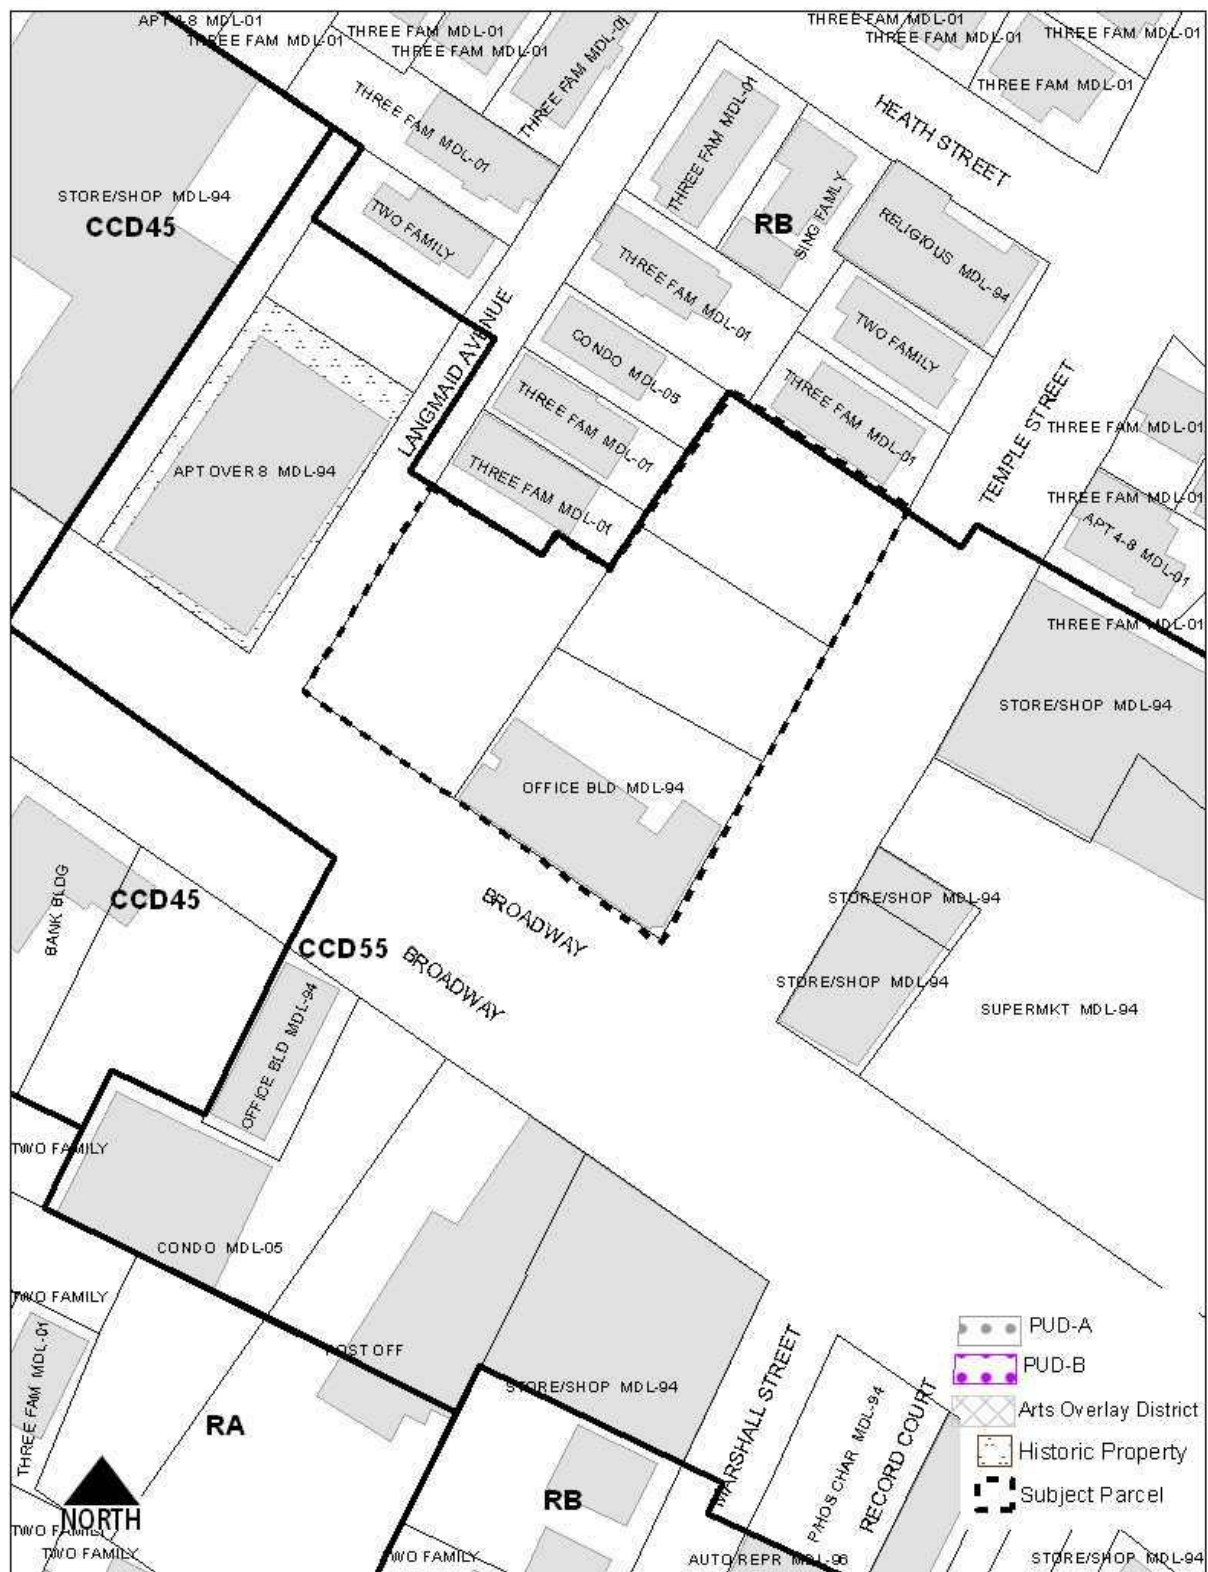 APT 4-8 MDL-01
THREE FAM MDL-01
THREE FAM MDL-01
THREE FAM MDL-01
THREE FAM MDL-01
THREE FAM MDL-01
THREE FAM MDL-01
THREE FAM MDL-01
THREE FAM MDL-01
THREE FAM MDL-01
THREE FAM MDL-01
HEATH STREET
STORE/SHOP MDL-94
CCD45
TWO FAMILY
RB
SING FAMLY
RELIGIOUS MDL-94
THREE FAM MDL-01
TWO FAMILY
LANGMAID AVENUE
CONDO MDL-05
THREE FAM MDL-01
THREE FAM MDL-01
TEMPLE STREET
THREE FAM MDL-01
APT OVER 8 MDL-94
THREE FAM MDL-01
THREE FAM MDL-01
APT 4-8 MDL-01
THREE FAM MDL-01
STORE/SHOP MDL-94
OFFICE BLD MDL-94
BANK BLDG
CCD45
BROADWAY
STORE/SHOP MDL-94
CCD55
BROADWAY
STORE/SHOP MDL-94
SUPERMKT MDL-94
OFFICE BLD MDL-94
TWO FAMILY
CONDO MDL-05
TWO FAMILY
THREE FAM MDL-01
POST OFF
STORE/SHOP MDL-94
MARSHALL STREET
P/HOS CHAR MDL-94
RECORD COURT
PUD-A
PUD-B
Arts Overlay District
Historic Property
Subject Parcel
RA
RB
NORTH
TWO FAMILY
TWO FAMILY
TWO FAMILY
AUTO REPR MDL-96
STORE/SHOP MDL-94